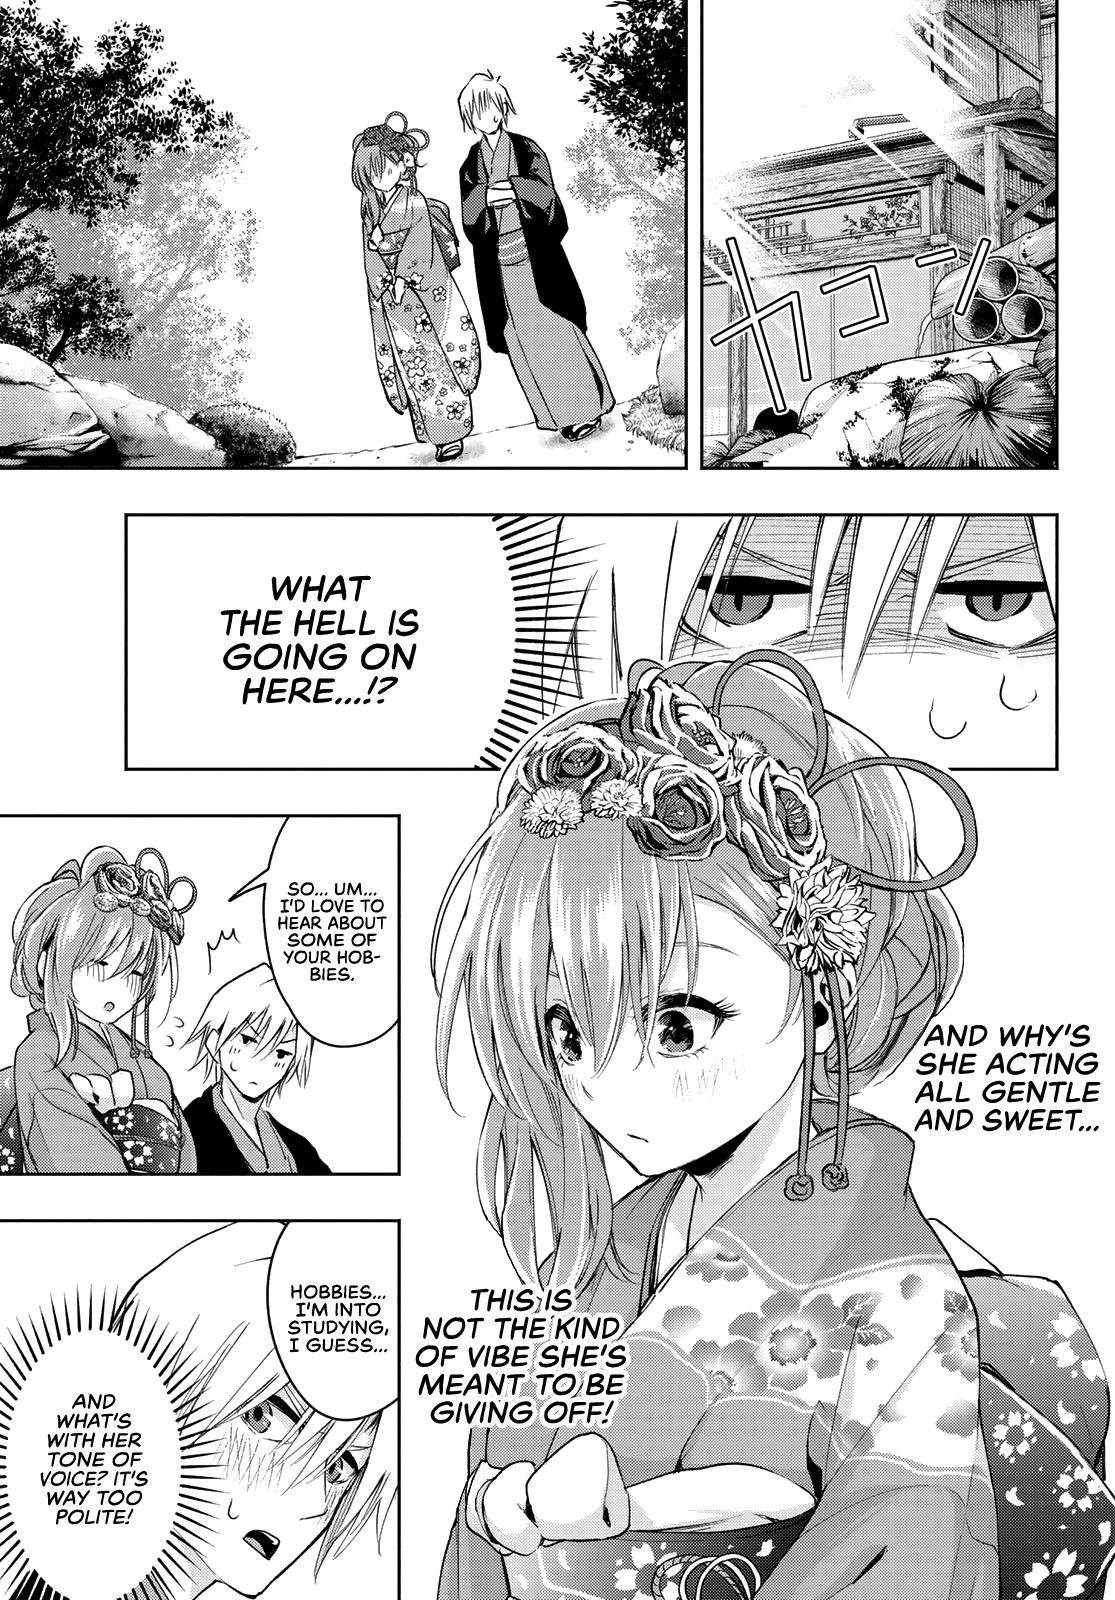 カコーン
WHAT
THE HELL IS
GOING ON
HERE...!?
AND WHY'S
SHE ACTING
ALL GENTLE
AND SWEET...
THIS IS
NOT THE KIND
OF VIBE SHE'S
MEANT TO BE
GIVING OFF!
SO... UM...
I'D LOVE TO
HEAR ABOUT
SOME OF
YOUR HOB-
BIES.
HOBBIES...
I'M INTO
STUDYING,
I GUESS...
AND
WHAT'S
WITH HER
TONE OF
VOICE? IT'S
WAY TOO
POLITE!